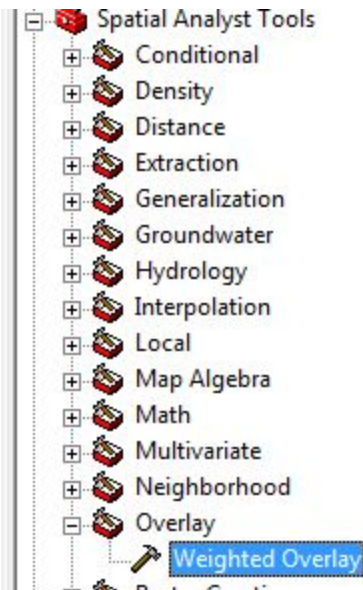 Spatial Analyst Tools
Conditional
Density
Distance
Extraction
Generalization
Groundwater
Hydrology
Interpolation
Local
Map Algebra
Math
Multivariate
Neighborhood
Overlay
Weighted Overlay